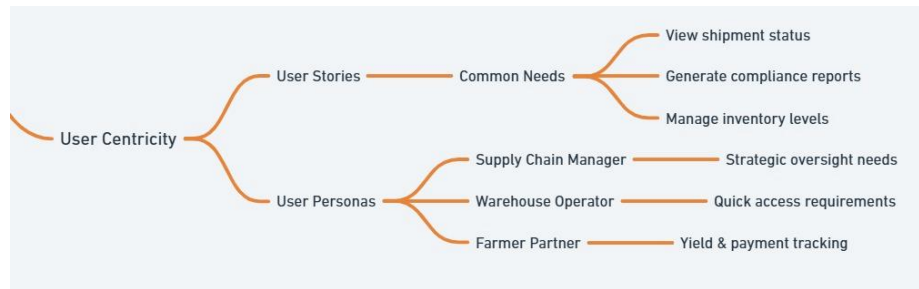 User Centricity
User Stories
Common Needs
View shipment status
Generate compliance reports
Manage inventory levels
User Personas
Supply Chain Manager
Strategic oversight needs
Warehouse Operator
Quick access requirements
Farmer Partner
Yield & payment tracking